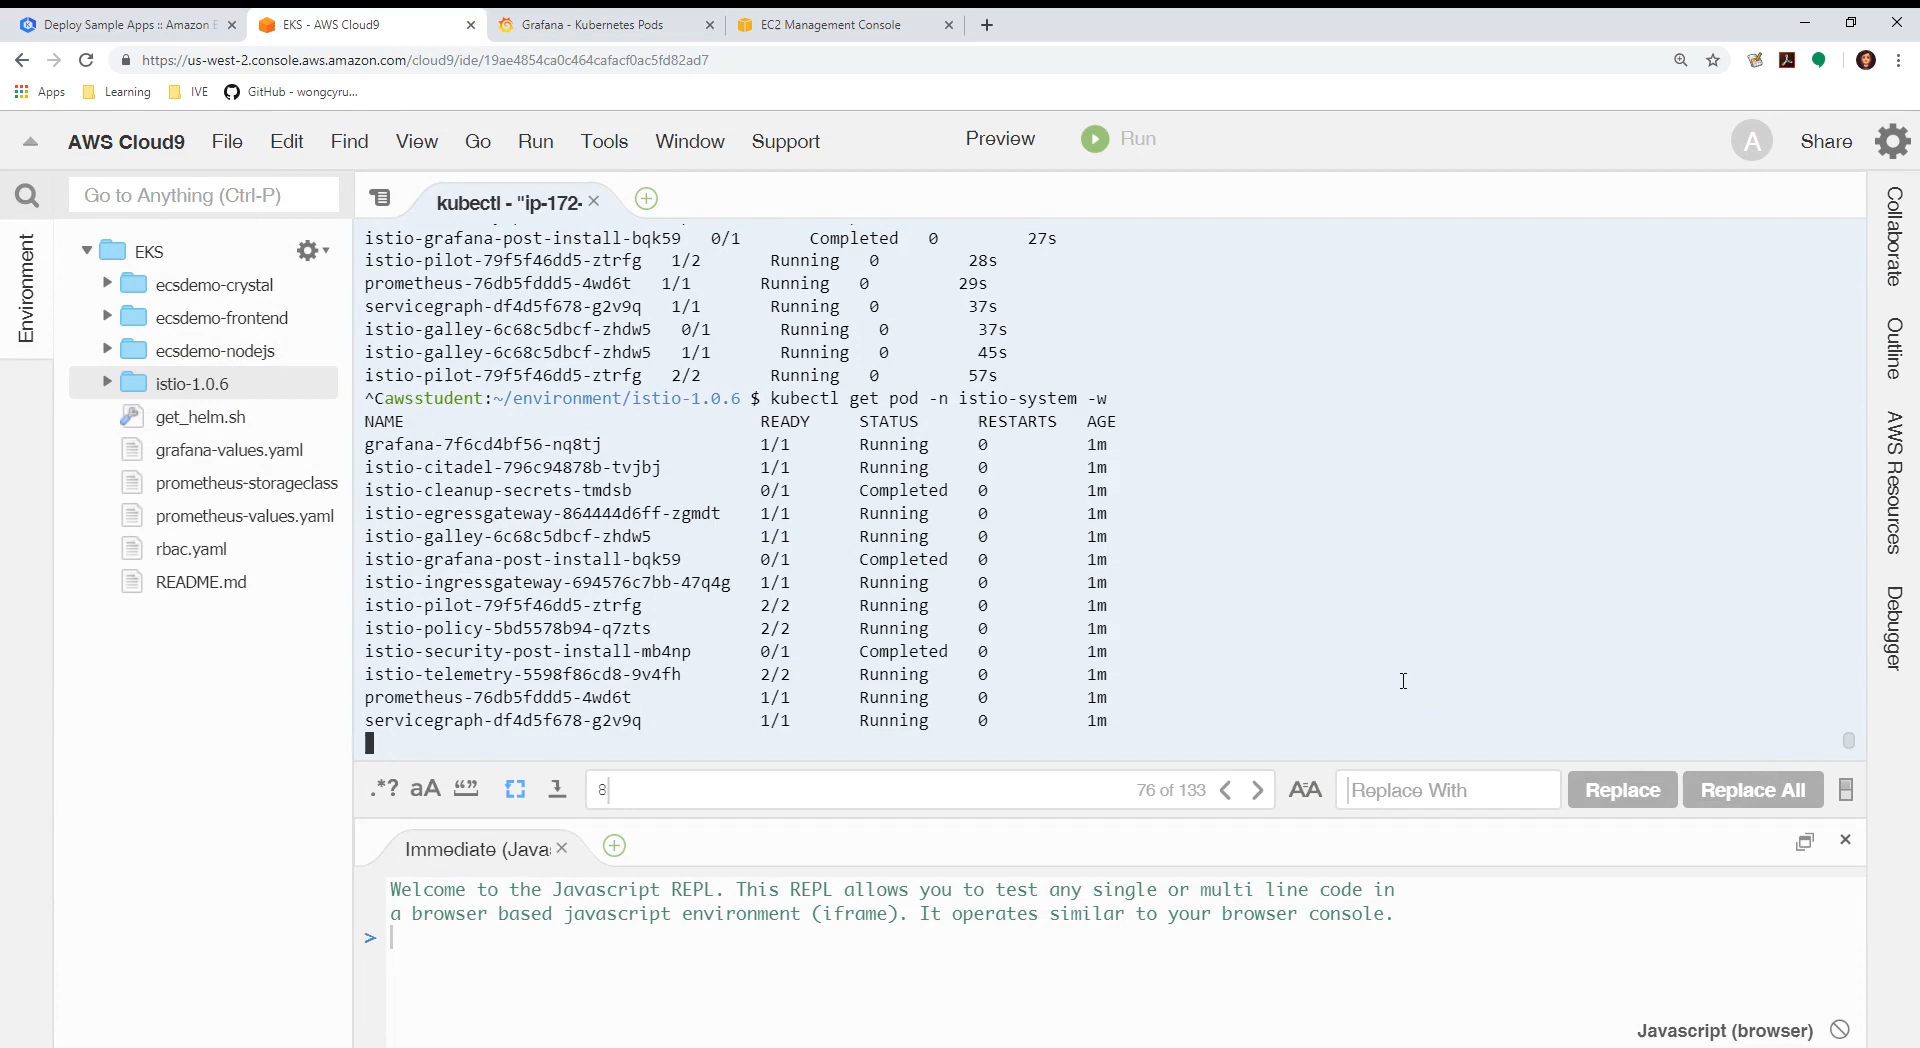 Deploy Sample Apps :: Amazon E
EKS - AWS Cloud9
Grafana - Kubernetes Pods
EC2 Management Console
https://us-west-2.console.aws.amazon.com/cloud9/ide/19ae4854ca0c464cafacf0ac5fd82ad7
Apps Learning IVE GitHub - wongcyru...
AWS Cloud9 File Edit Find View Go Run Tools Window Support Preview Run A Share
Go to Anything (Ctrl-P)
kubectl - "ip-172-
Environment
EKS
ecsdemo-crystal
ecsdemo-frontend
ecsdemo-nodejs
istio-1.0.6
get_helm.sh
grafana-values.yaml
prometheus-storageclass
prometheus-values.yaml
rbac.yaml
README.md
istio-grafana-post-install-bqk59 0/1 Completed 0 27s
istio-pilot-79f5f46dd5-ztrfg 1/2 Running 0 28s
prometheus-76db5fddd5-4wd6t 1/1 Running 0 29s
servicegraph-df4d5f678-g2v9q 1/1 Running 0 37s
istio-galley-6c68c5dbcf-zhdw5 0/1 Running 0 37s
istio-galley-6c68c5dbcf-zhdw5 1/1 Running 0 45s
istio-pilot-79f5f46dd5-ztrfg 2/2 Running 0 57s
^Cawsstudent:~/environment/istio-1.0.6 $ kubectl get pod -n istio-system -w
NAME READY STATUS RESTARTS AGE
grafana-7f6cd4bf56-nq8tj 1/1 Running 0 1m
istio-citadel-796c94878b-tvjbj 1/1 Running 0 1m
istio-cleanup-secrets-tmdsb 0/1 Completed 0 1m
istio-egressgateway-864444d6ff-zgmdt 1/1 Running 0 1m
istio-galley-6c68c5dbcf-zhdw5 1/1 Running 0 1m
istio-grafana-post-install-bqk59 0/1 Completed 0 1m
istio-ingressgateway-694576c7bb-47q4g 1/1 Running 0 1m
istio-pilot-79f5f46dd5-ztrfg 2/2 Running 0 1m
istio-policy-5bd5578b94-q7zts 2/2 Running 0 1m
istio-security-post-install-mb4np 0/1 Completed 0 1m
istio-telemetry-5598f86cd8-9v4fh 2/2 Running 0 1m
prometheus-76db5fddd5-4wd6t 1/1 Running 0 1m
servicegraph-df4d5f678-g2v9q 1/1 Running 0 1m
.*? aA “” 8 76 of 133 AA Replace With Replace Replace All
Immediate (Javas
Welcome to the Javascript REPL. This REPL allows you to test any single or multi line code in
a browser based javascript environment (iframe). It operates similar to your browser console.
>
Javascript (browser)
Collaborate
Outline
AWS Resources
Debugger